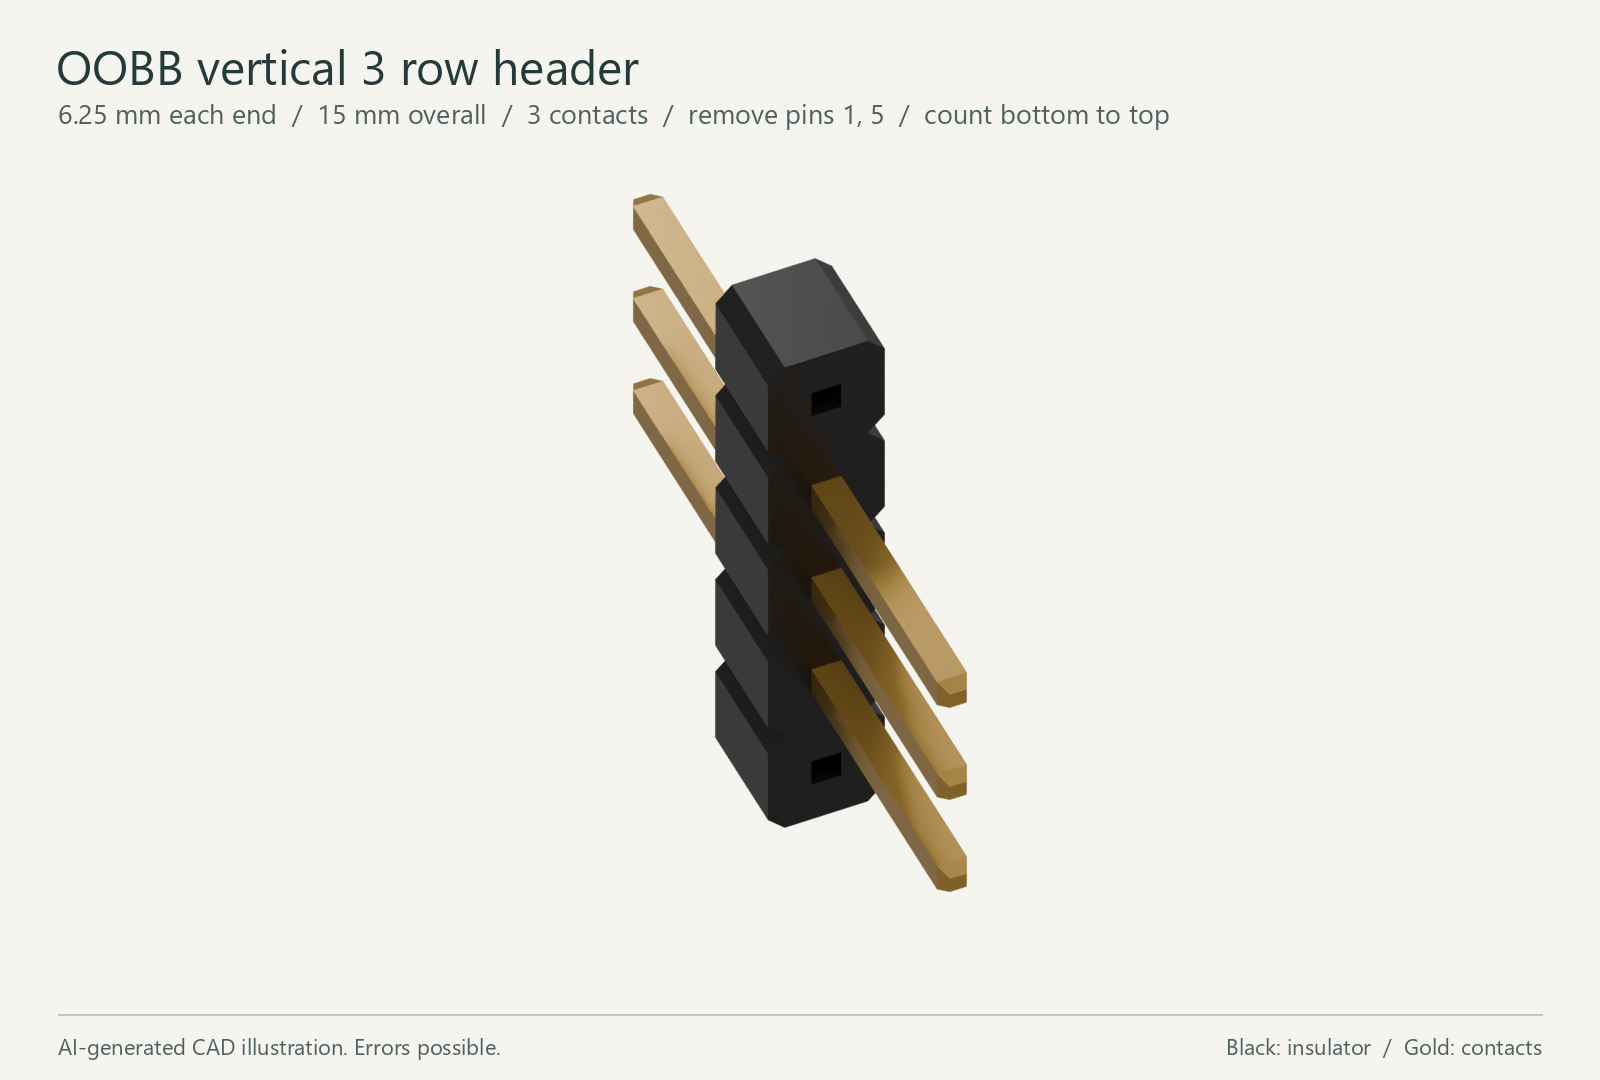 OOBB vertical 3 row header
6.25 mm each end / 15 mm overall / 3 contacts / remove pins 1, 5 / count bottom to top
AI-generated CAD illustration. Errors possible.
Black: insulator / Gold: contacts